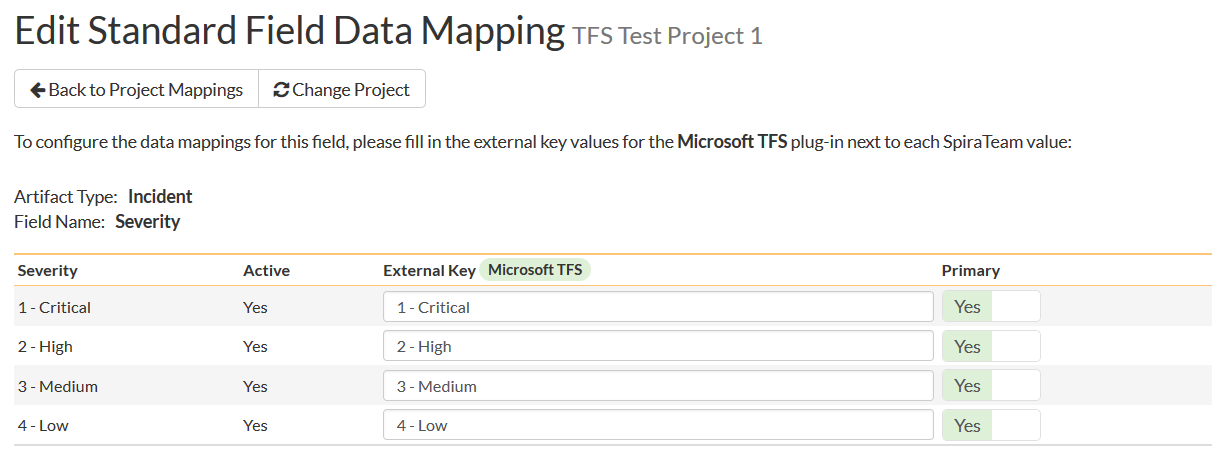 Edit Standard Field Data Mapping TFS Test Project 1
Back to Project Mappings Change Project
To configure the data mappings for this field, please fill in the external key values for the Microsoft TFS plug-in next to each SpiraTeam value:
Artifact Type: Incident
Field Name: Severity
Severity Active External Key Microsoft TFS Primary
1 - Critical Yes 1 - Critical Yes
2 - High Yes 2 - High Yes
3 - Medium Yes 3 - Medium Yes
4 - Low Yes 4 - Low Yes